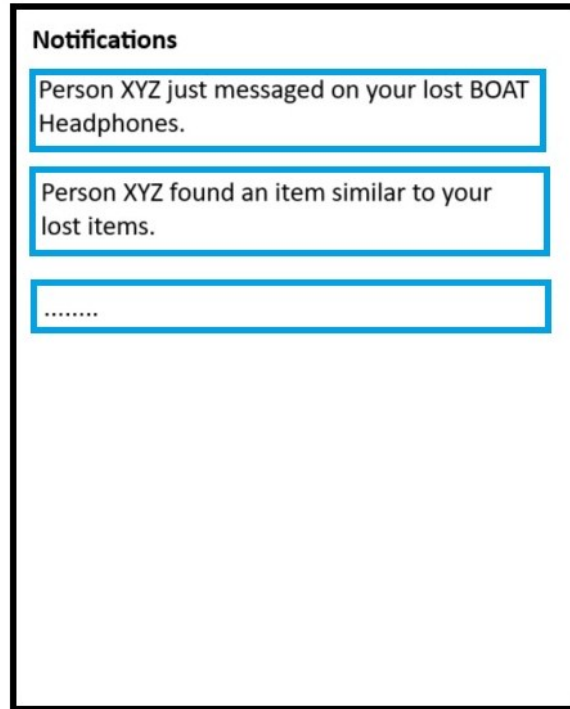 Notifications
Person XYZ just messaged on your lost BOAT
Headphones.
Person XYZ found an item similar to your
lost items.
........